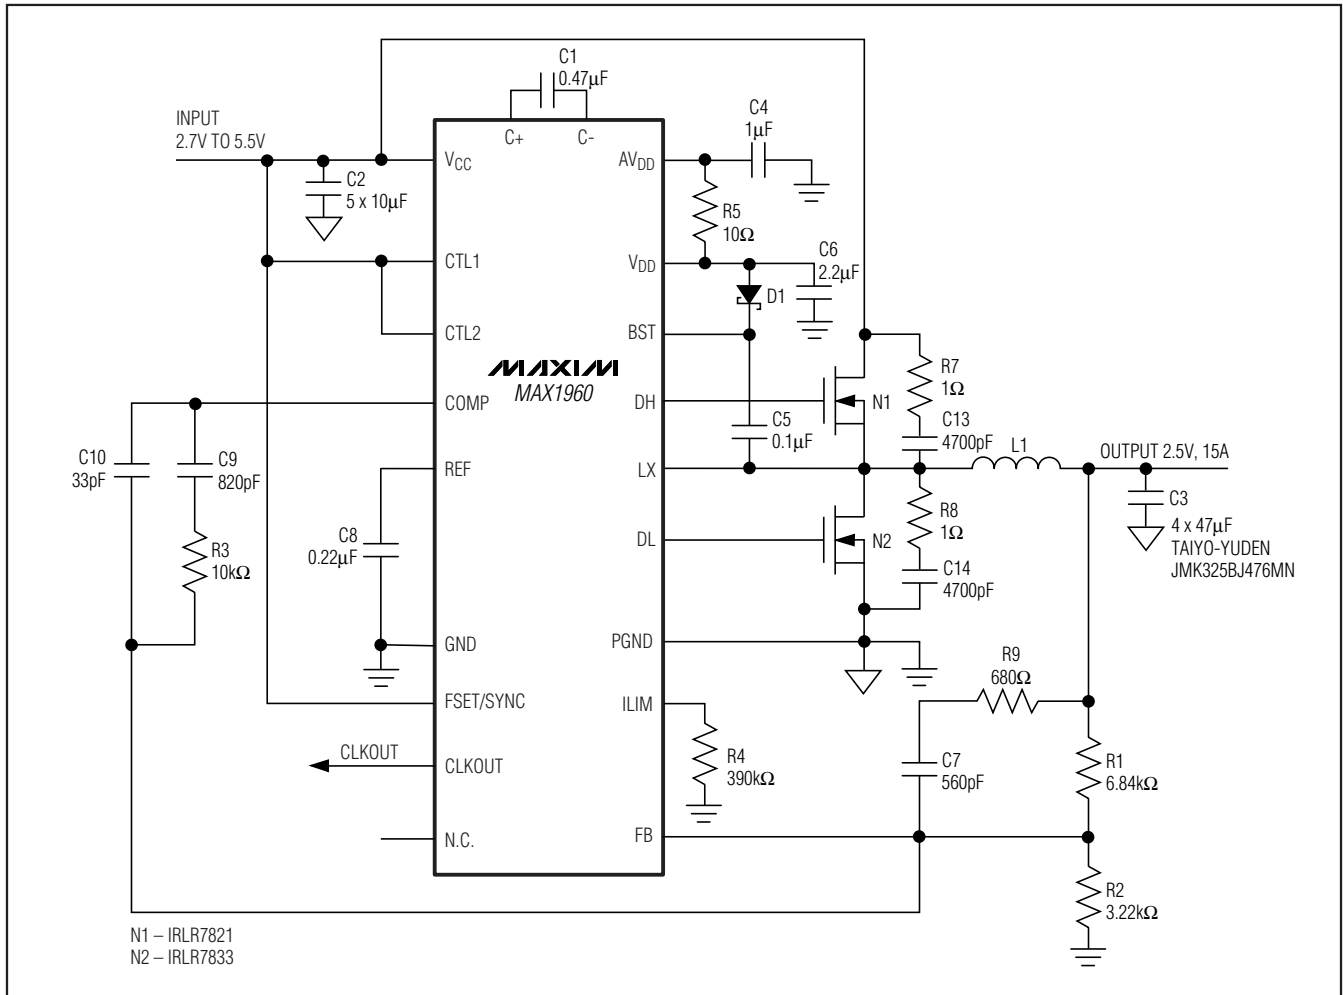 C1
0.47µF
INPUT
2.7V TO 5.5V
C+
C-
C4
1µF
VCC
AVDD
C2
5 x 10µF
R5
10Ω
C6
2.2µF
CTL1
VDD
D1
CTL2
BST
MAXIM
MAX1960
R7
1Ω
COMP
DH
N1
C5
0.1µF
C13
4700pF
L1
OUTPUT 2.5V, 15A
C10
33pF
C9
820pF
REF
LX
C3
4 x 47µF
TAIYO-YUDEN
JMK325BJ476MN
R8
1Ω
C8
0.22µF
DL
N2
R3
10kΩ
C14
4700pF
GND
PGND
R9
680Ω
FSET/SYNC
ILIM
CLKOUT
CLKOUT
R4
390kΩ
C7
560pF
R1
6.84kΩ
N.C.
FB
R2
3.22kΩ
N1 – IRLR7821
N2 – IRLR7833